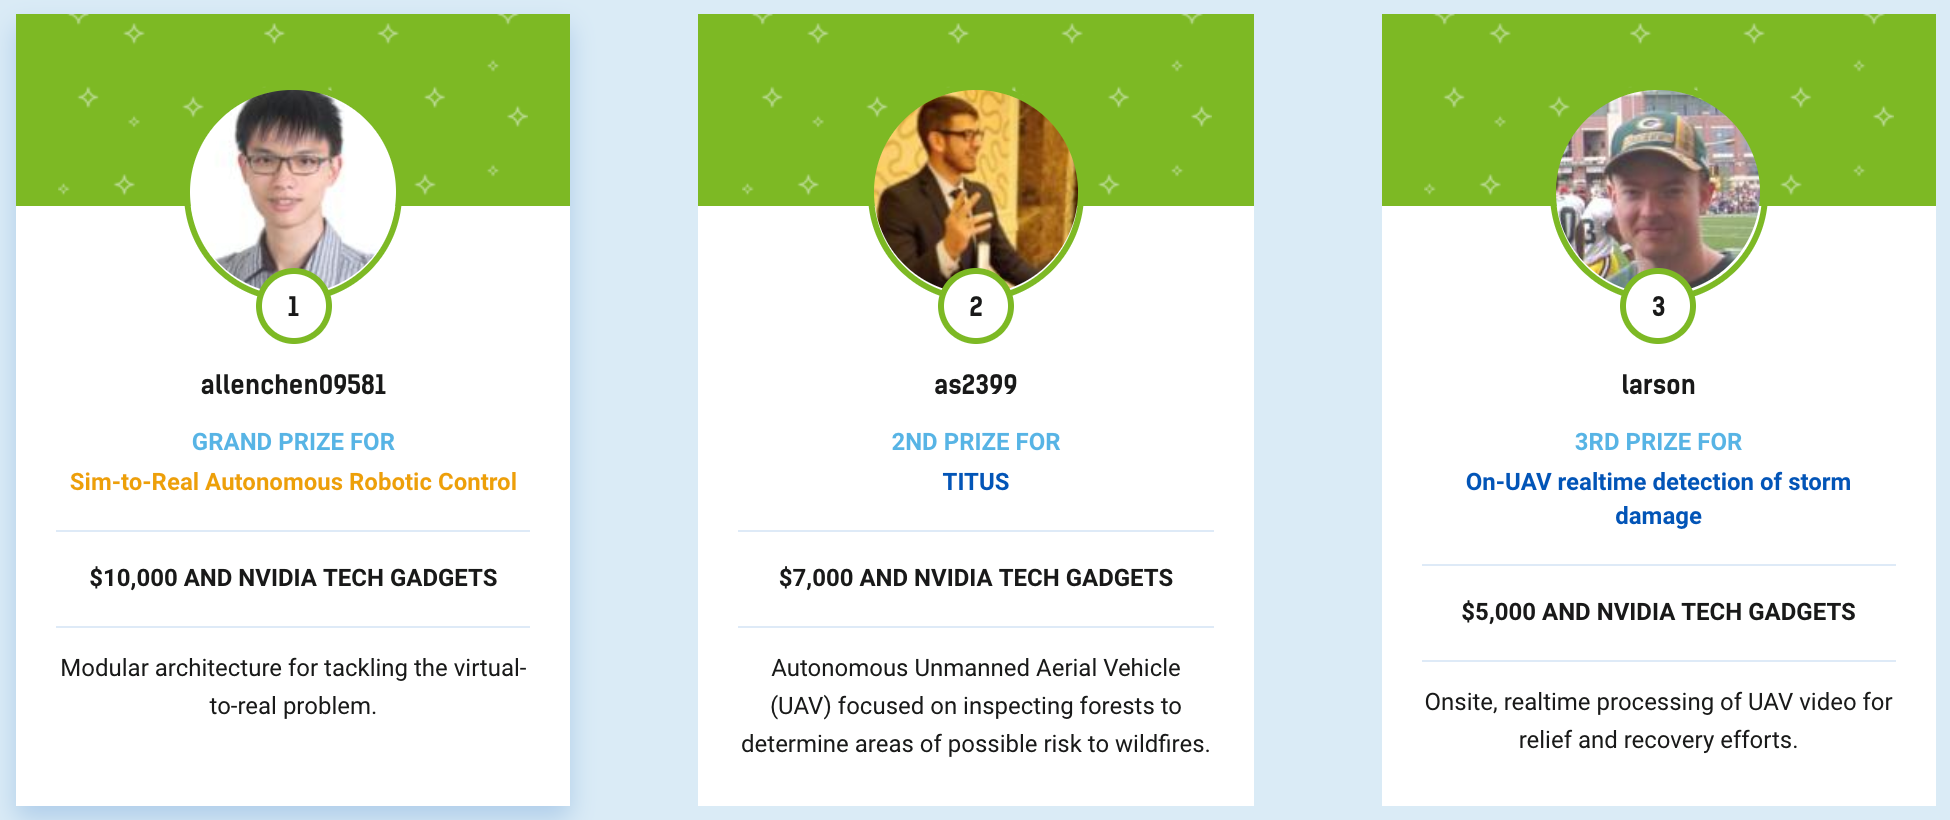 1
allenchen09581
GRAND PRIZE FOR
Sim-to-Real Autonomous Robotic Control
$10,000 AND NVIDIA TECH GADGETS
Modular architecture for tackling the virtual-
to-real problem.
2
as2399
2ND PRIZE FOR
TITUS
$7,000 AND NVIDIA TECH GADGETS
Autonomous Unmanned Aerial Vehicle
(UAV) focused on inspecting forests to
determine areas of possible risk to wildfires.
G
3
larson
3RD PRIZE FOR
On-UAV realtime detection of storm
damage
$5,000 AND NVIDIA TECH GADGETS
Onsite, realtime processing of UAV video for
relief and recovery efforts.